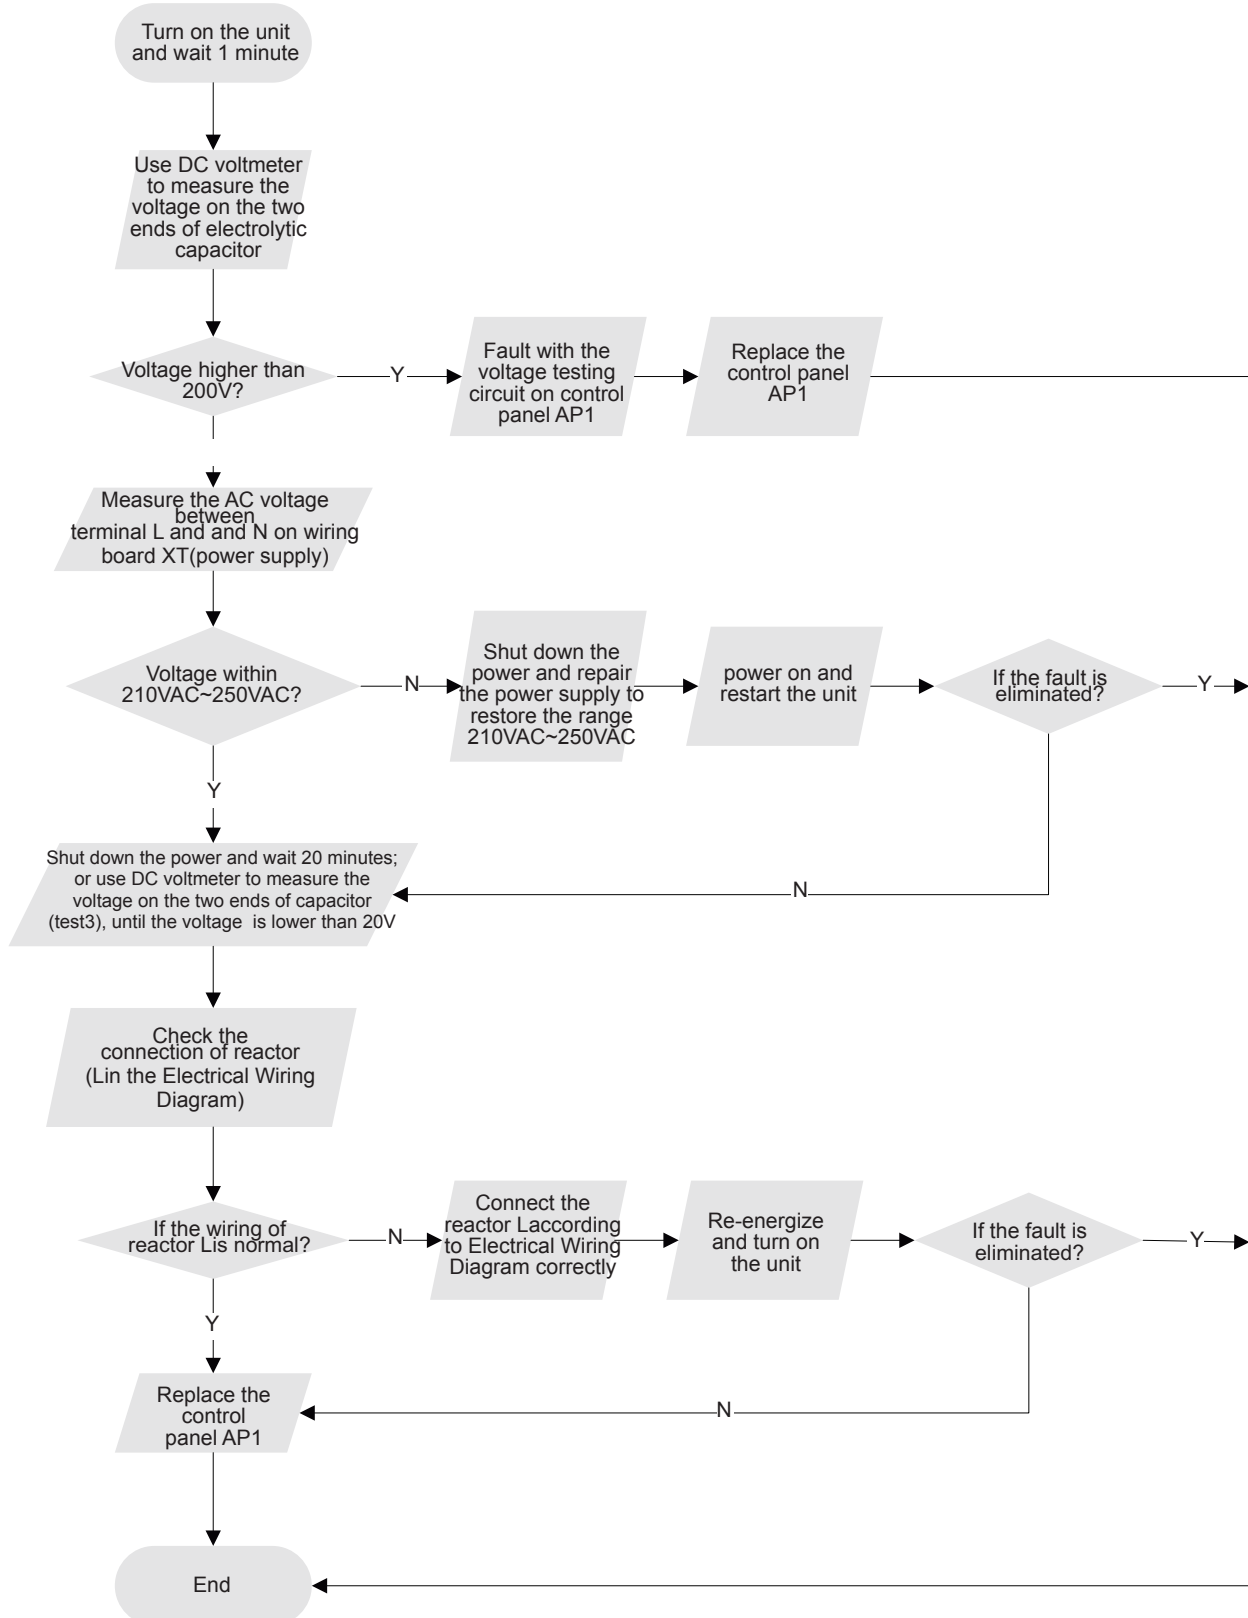 Turn on the unit
and wait 1 minute
Use DC voltmeter
to measure the
voltage on the two
ends of electrolytic
capacitor
Voltage higher than
200V?
Y
Fault with the
voltage testing
circuit on control
panel AP1
Replace the
control panel
AP1
Measure the AC voltage
between
terminal L and and N on wiring
board XT(power supply)
Voltage within
210VAC~250VAC?
N
Shut down the
power and repair
the power supply to
restore the range
210VAC~250VAC
power on and
restart the unit
If the fault is
eliminated?
Y
Y
Shut down the power and wait 20 minutes;
or use DC voltmeter to measure the
voltage on the two ends of capacitor
(test3), until the voltage is lower than 20V
N
Check the
connection of reactor
(Lin the Electrical Wiring
Diagram)
If the wiring of
reactor Lis normal?
N
Connect the
reactor Laccording
to Electrical Wiring
Diagram correctly
Re-energize
and turn on
the unit
If the fault is
eliminated?
Y
Y
Replace the
control
panel AP1
N
End